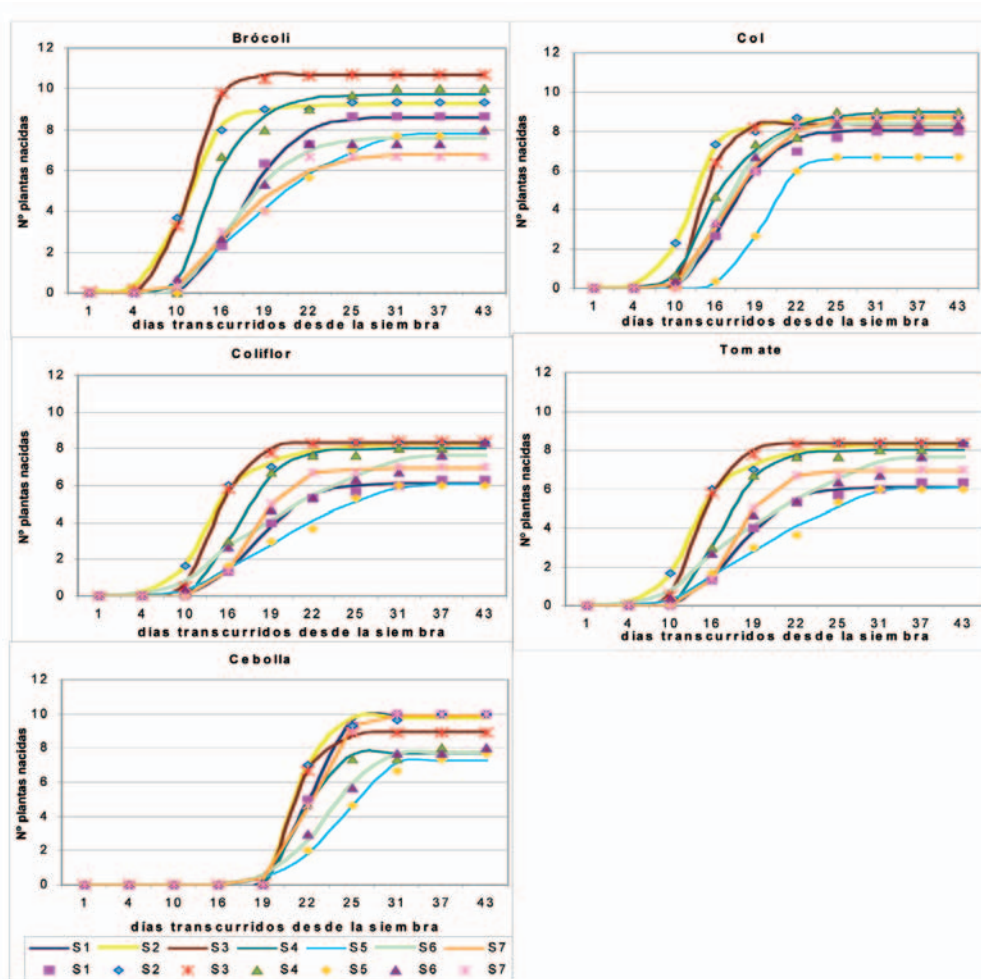 Brócoli
12
10
8
6
4
2
0
Nº plantas nacidas
1 4 10 16 19 22 25 31 37 43
días transcurridos desde la siembra
Col
12
10
8
6
4
2
0
Nº plantas nacidas
1 4 10 16 19 22 25 31 37 43
días transcurridos desde la siembra
Coliflor
12
10
8
6
4
2
0
Nº plantas nacidas
1 4 10 16 19 22 25 31 37 43
días transcurridos desde la siembra
Tomate
12
10
8
6
4
2
0
Nº plantas nacidas
1 4 10 16 19 22 25 31 37 43
días transcurridos desde la siembra
Cebolla
12
10
8
6
4
2
0
Nº plantas nacidas
1 4 10 16 19 22 25 31 37 43
días transcurridos desde la siembra
S1 S2 S3 S4 S5 S6 S7
S1 S2 S3 S4 S5 S6 S7